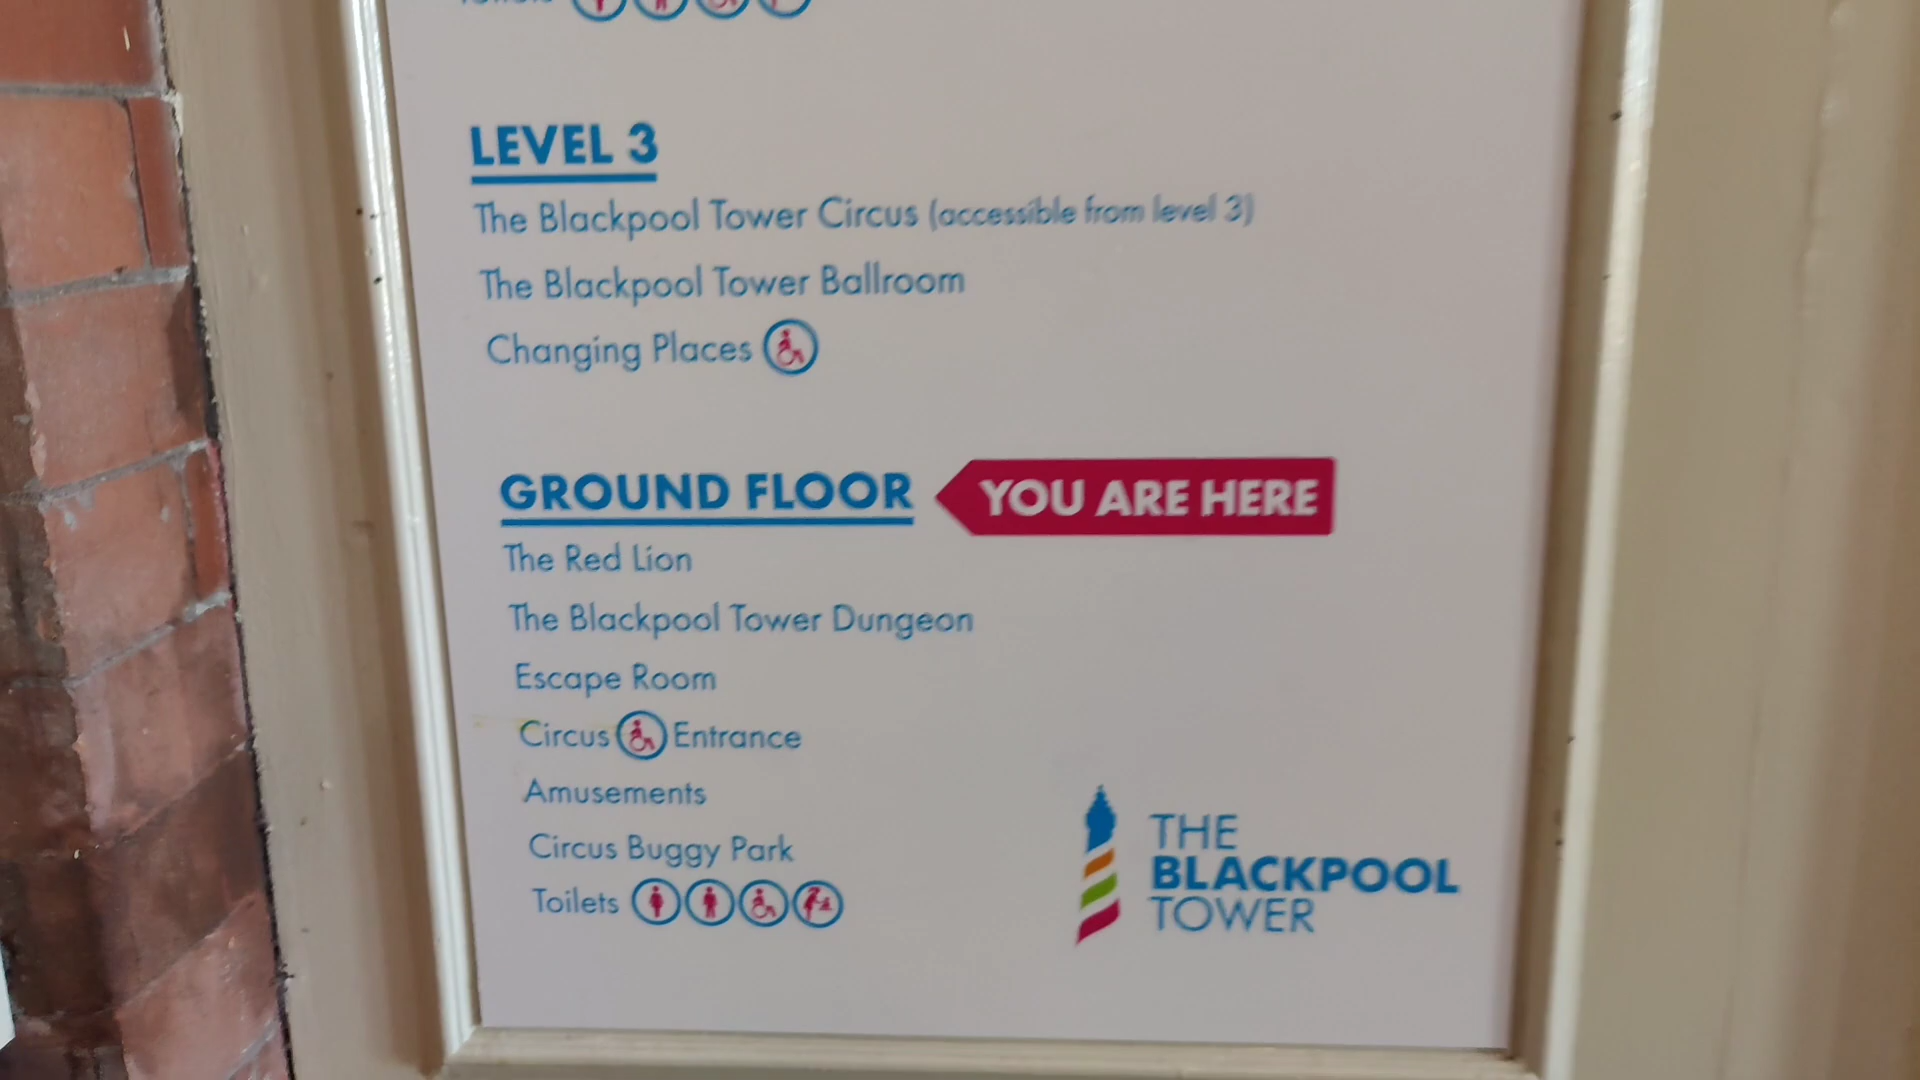 LEVEL 3
The Blackpool Tower Circus (accessible from level 3)
The Blackpool Tower Ballroom
Changing Places
GROUND FLOOR YOU ARE HERE
The Red Lion
The Blackpool Tower Dungeon
Escape Room
Circus Entrance
Amusements
Circus Buggy Park
Toilets
THE
BLACKPOOL
TOWER